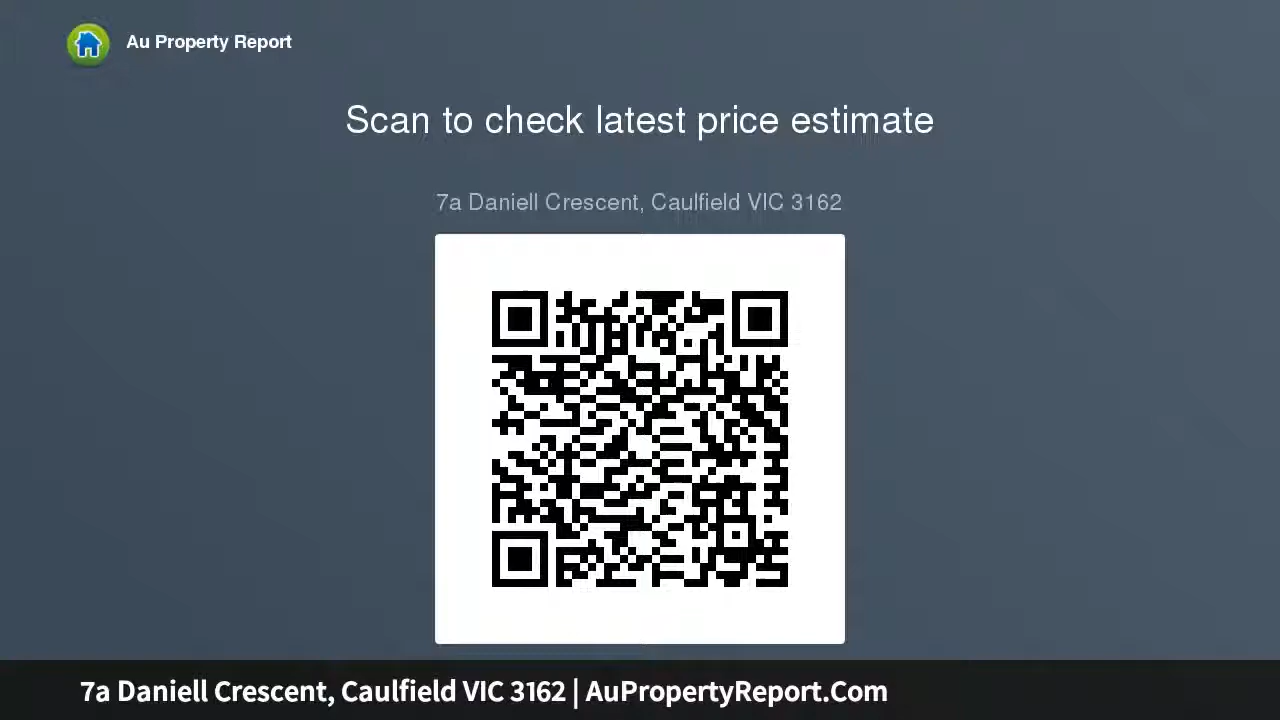 Au Property Report
Scan to check latest price estimate
7a Daniell Crescent, Caulfield VIC 3162
7a Daniell Crescent, Caulfield VIC 3162 | AuPropertyReport.Com